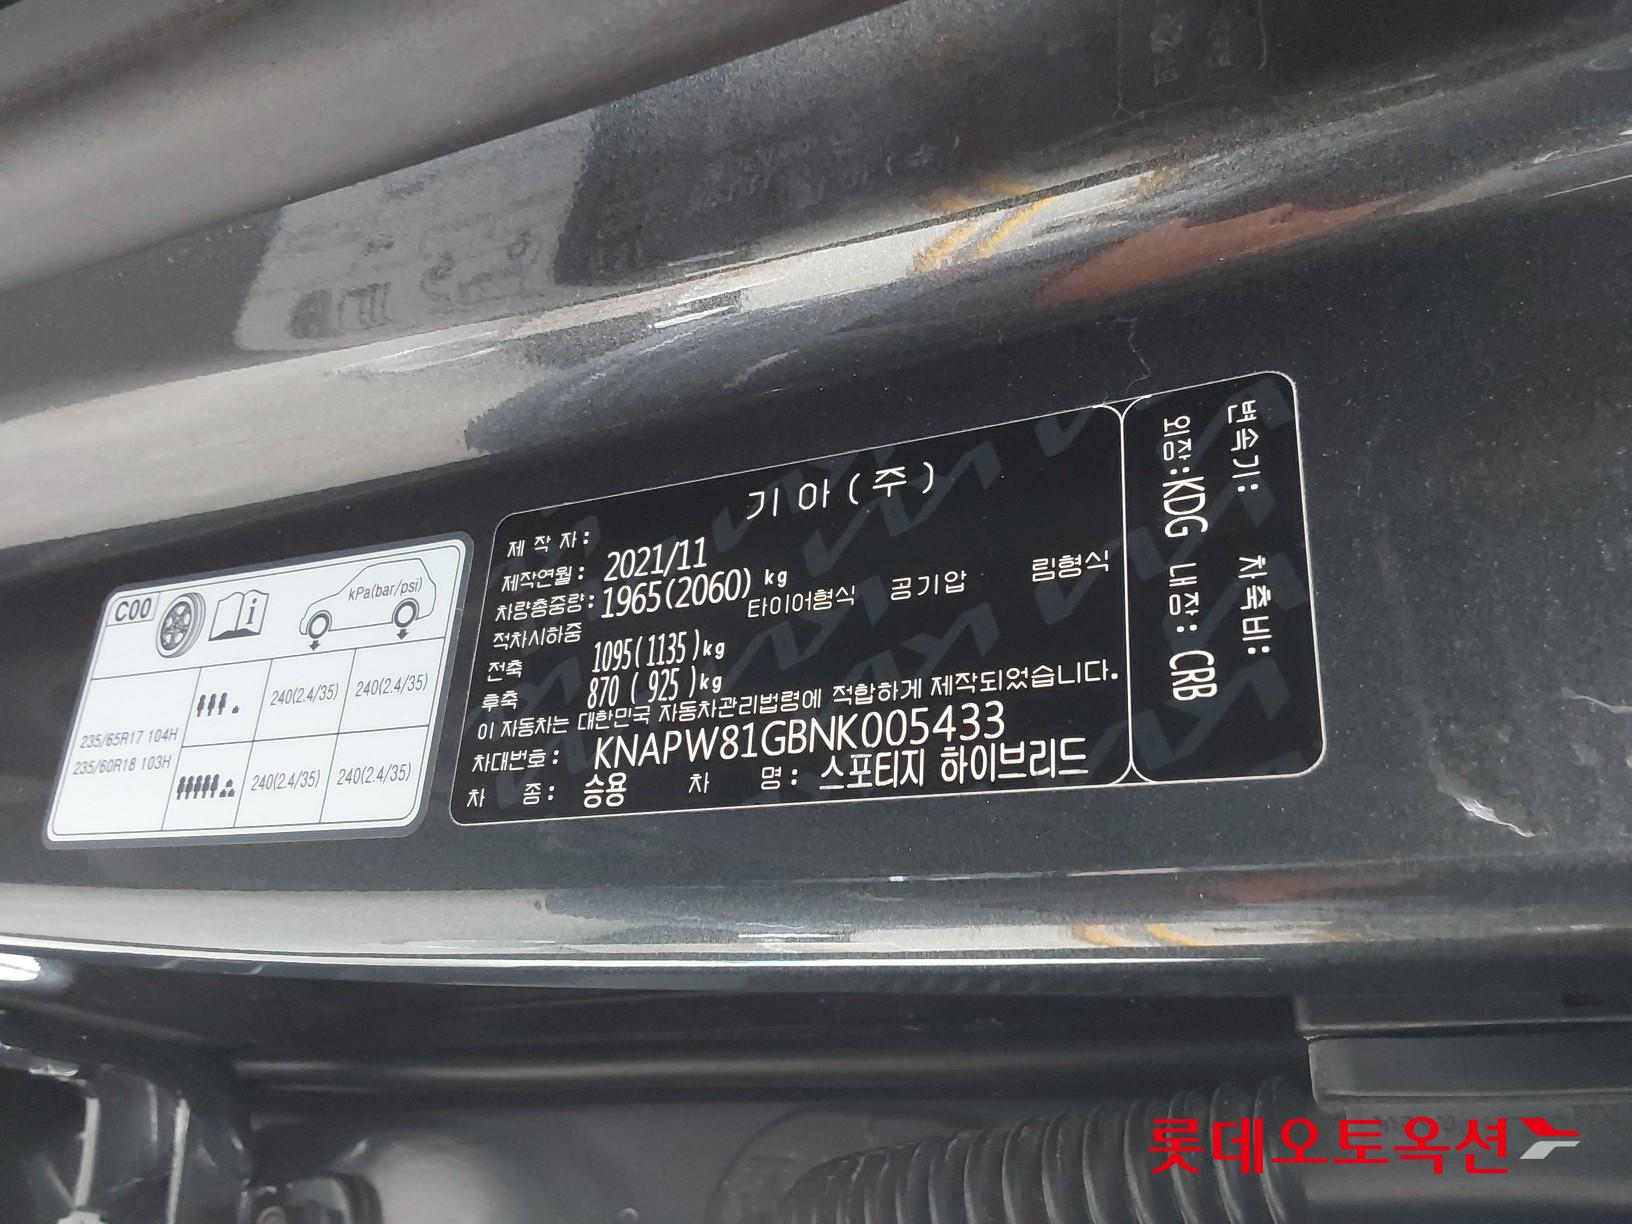 C00
kPa(bar/psi)
235/65R17 104H
235/60R18 103H
240(2.4/35) 240(2.4/35)
240(2.4/35) 240(2.4/35)
기아(주)
제작자:
제작연월: 2021/11
차량총중량: 1965(2060) kg
적차시하중 타이어형식 공기압 림형식
전축 1095(1135)kg
후축 870 ( 925 )kg
이 자동차는 대한민국 자동차관리법령에 적합하게 제작되었습니다.
차대번호: KNAPW81GBNK005433
차 종: 승용 차 명: 스포티지 하이브리드
변속기: 차축비:
외장:KDG 내장: CRB
롯데오토옥션